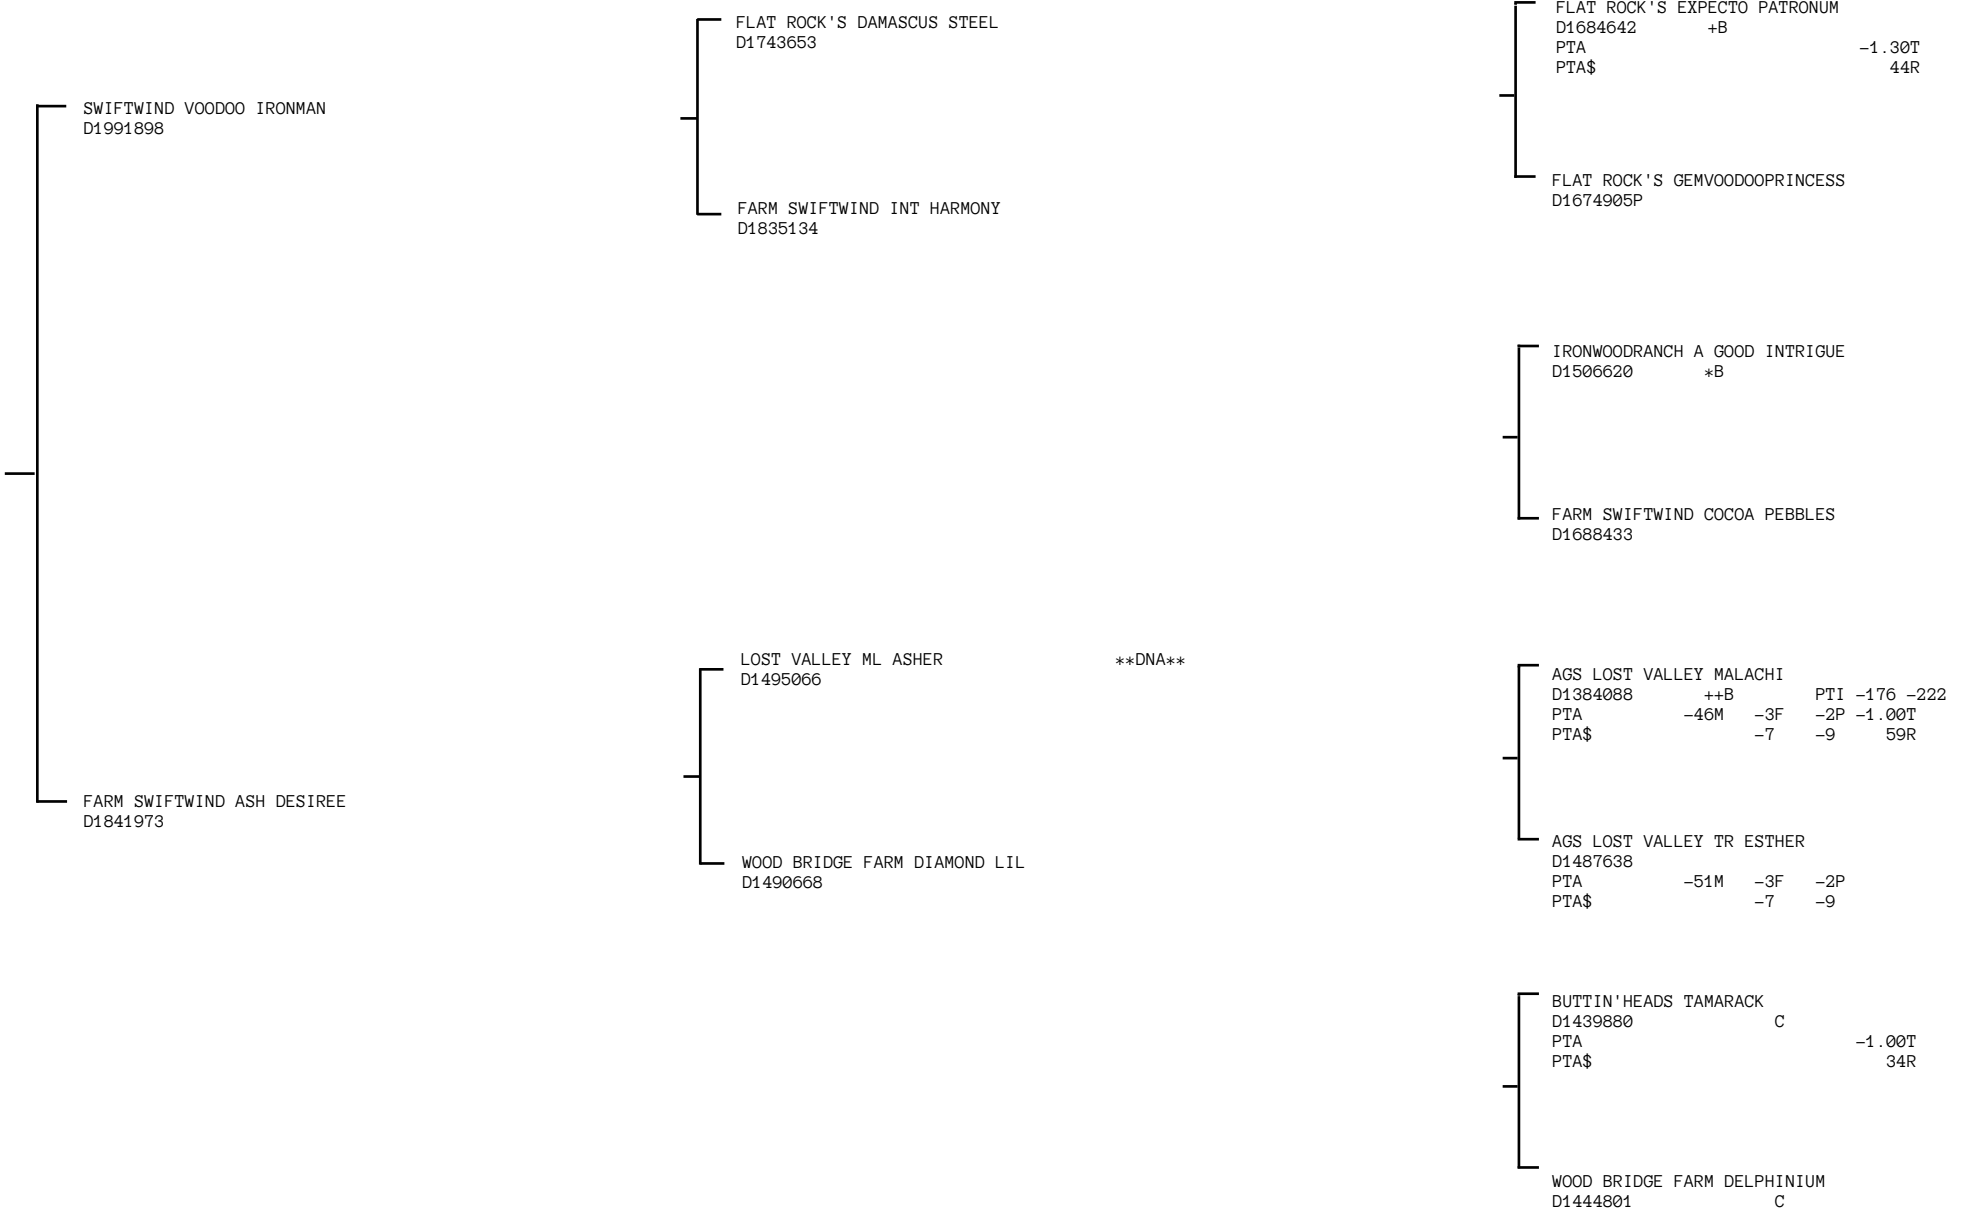 SWIFTWIND VOODOO IRONMAN
D1991898
FARM SWIFTWIND ASH DESIREE
D1841973
FLAT ROCK'S DAMASCUS STEEL
D1743653
FARM SWIFTWIND INT HARMONY
D1835134
LOST VALLEY ML ASHER **DNA**
D1495066
WOOD BRIDGE FARM DIAMOND LIL
D1490668
FLAT ROCK'S EXPECTO PATRONUM
D1684642 +B
PTA -1.30T
PTA$ 44R
FLAT ROCK'S GEMVOODOOPRINCESS
D1674905P
IRONWOODRANCH A GOOD INTRIGUE
D1506620 *B
FARM SWIFTWIND COCOA PEBBLES
D1688433
AGS LOST VALLEY MALACHI
D1384088 ++B PTI -176 -222
PTA -46M -3F -2P -1.00T
PTA$ -7 -9 59R
AGS LOST VALLEY TR ESTHER
D1487638
PTA -51M -3F -2P
PTA$ -7 -9
BUTTIN'HEADS TAMARACK
D1439880 C
PTA -1.00T
PTA$ 34R
WOOD BRIDGE FARM DELPHINIUM
D1444801 C